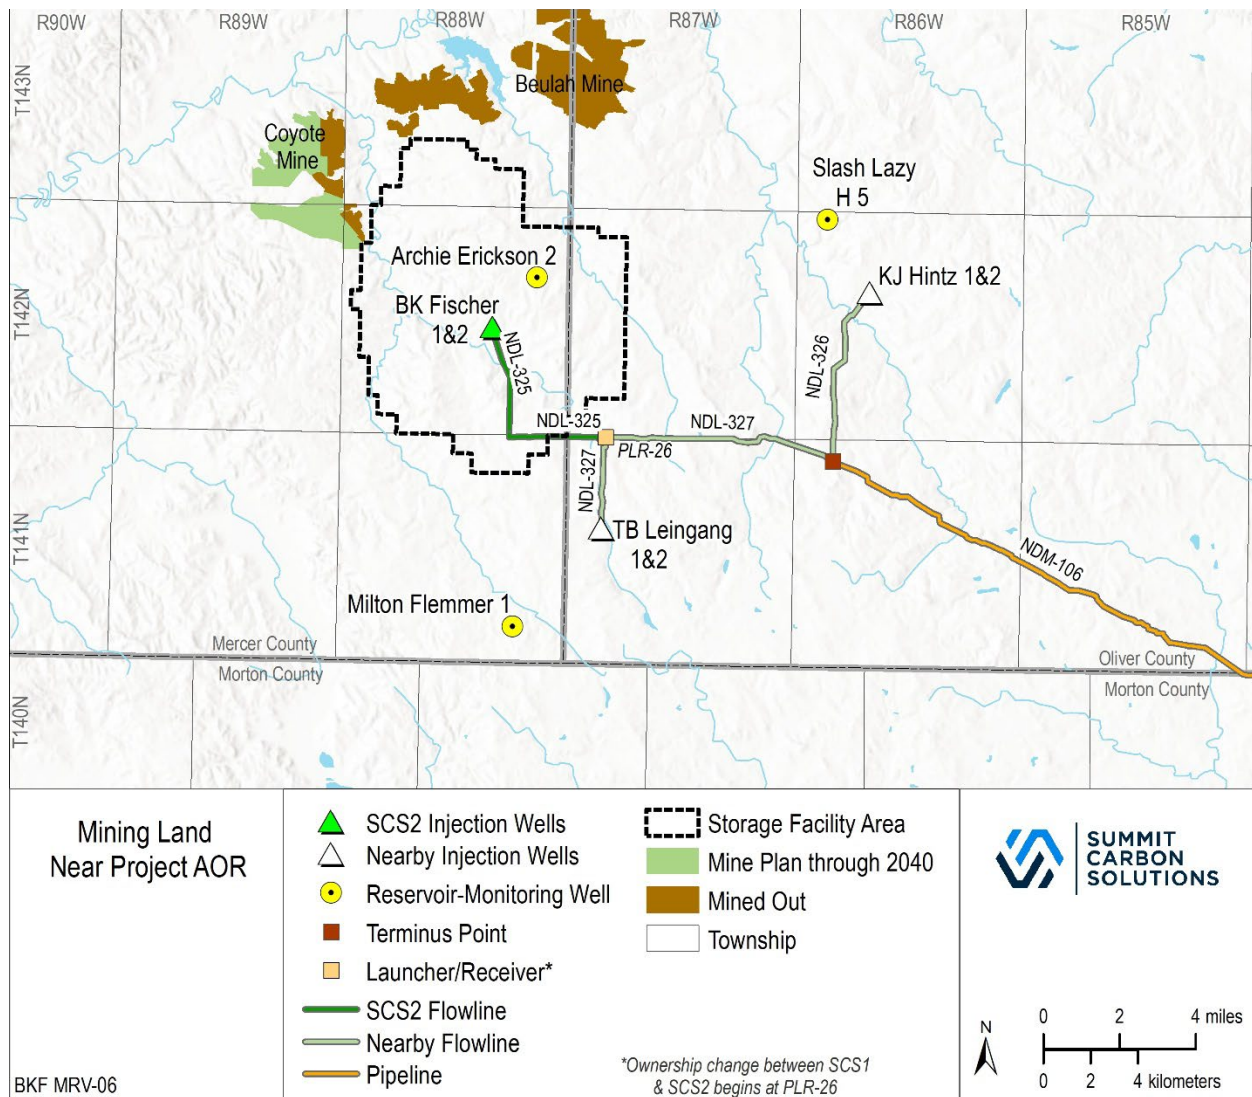 R90W
R89W
R88W
R87W
R86W
R85W
T143N
Beulah Mine
Coyote
Mine
Slash Lazy
H 5
Archie Erickson 2
KJ Hintz 1&2
T142N
BK Fischer
1&2
NDL-325
NDL-326
NDL-325
NDL-327
PLR-26
NDL-327
TB Leingang
1&2
T141N
NDM-106
Milton Flemmer 1
Mercer County
Morton County
Oliver County
Morton County
T140N
Mining Land
Near Project AOR
BKF MRV-06
SCS2 Injection Wells
Nearby Injection Wells
Reservoir-Monitoring Well
Terminus Point
Launcher/Receiver*
SCS2 Flowline
Nearby Flowline
Pipeline
Storage Facility Area
Mine Plan through 2040
Mined Out
Township
*Ownership change between SCS1
& SCS2 begins at PLR-26
SUMMIT
CARBON
SOLUTIONS
N
0 2 4 miles
0 2 4 kilometers